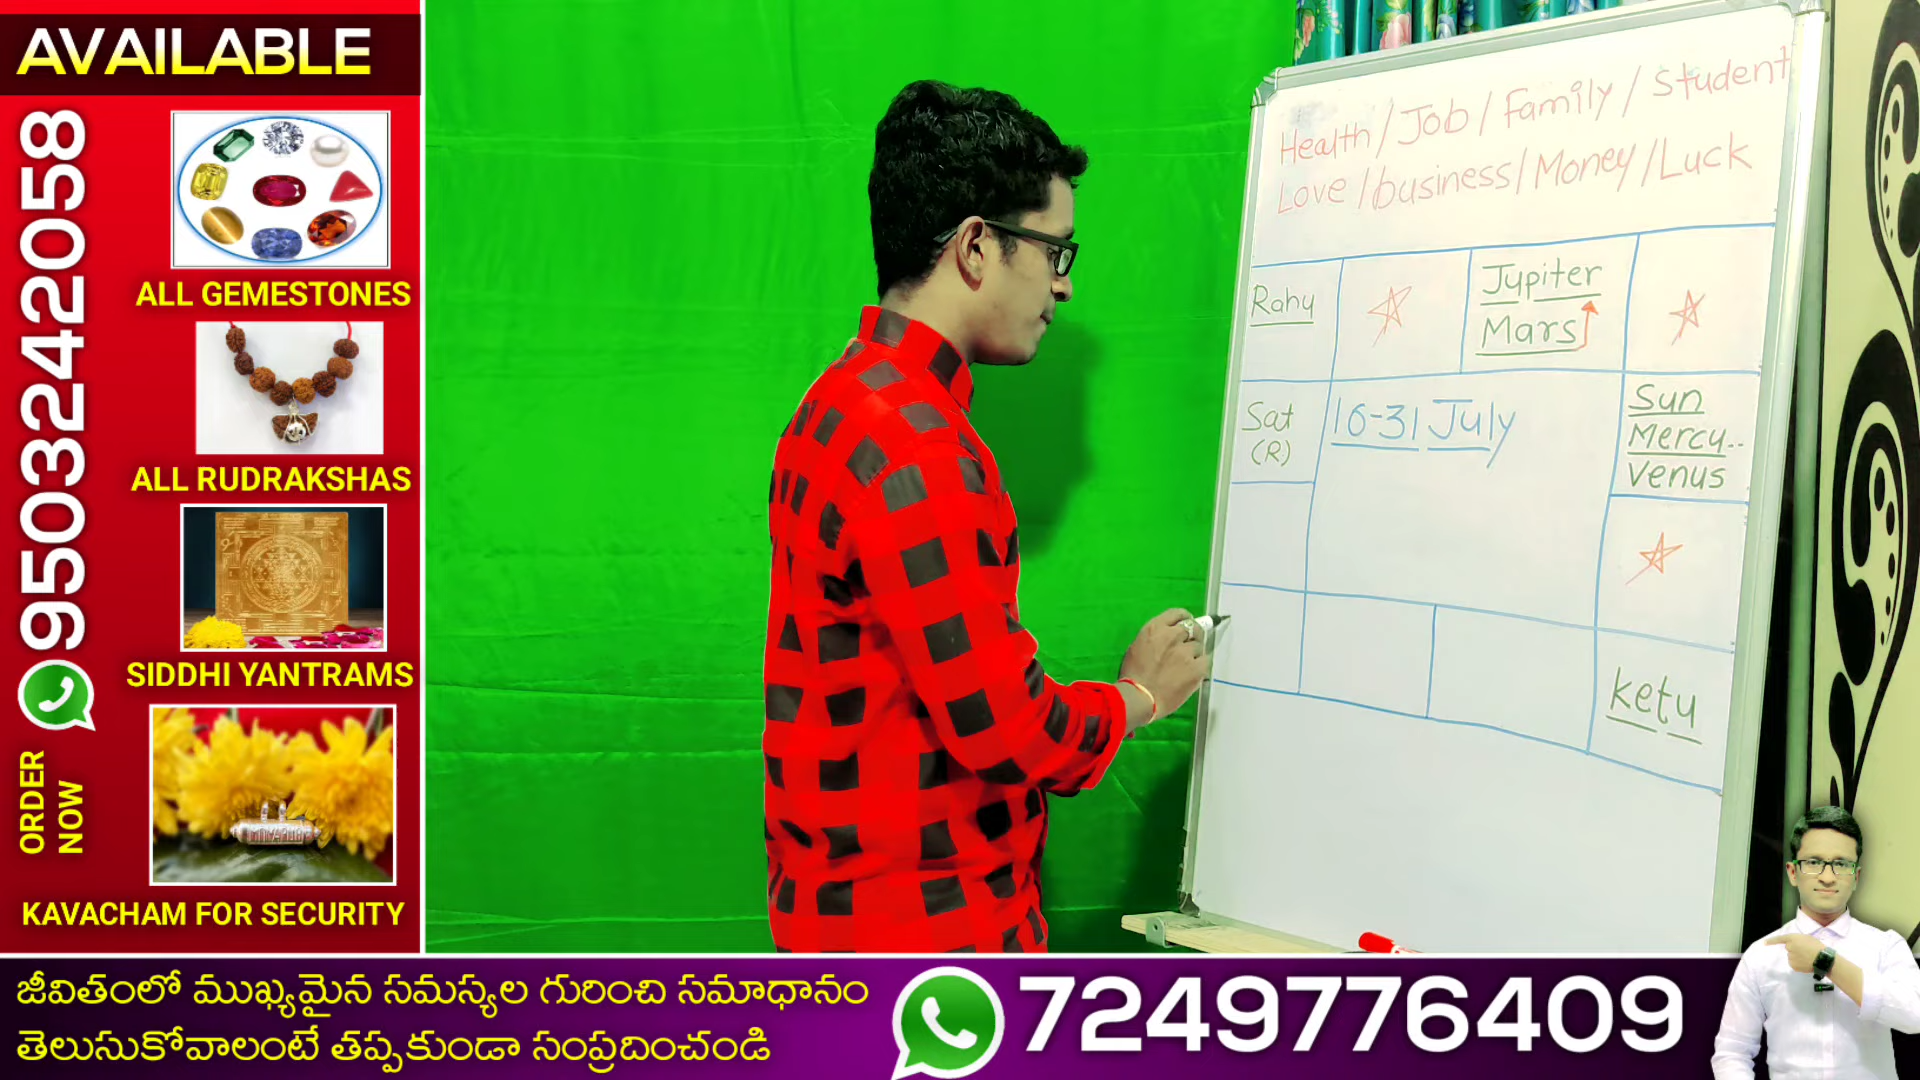 AVAILABLE
9503242058
ORDER
NOW
ALL GEMESTONES
ALL RUDRAKSHAS
SIDDHI YANTRAMS
KAVACHAM FOR SECURITY
Health / Job / Family / Student
Love / business / Money / Luck
Rahu
Jupiter
Mars
Sat
(R)
16-31 July
Sun
Mercu..
Venus
ketu
జీవితంలో ముఖ్యమైన సమస్యల గురించి సమాధానం
తెలుసుకోవాలంటే తప్పకుండా సంప్రదించండి
7249776409